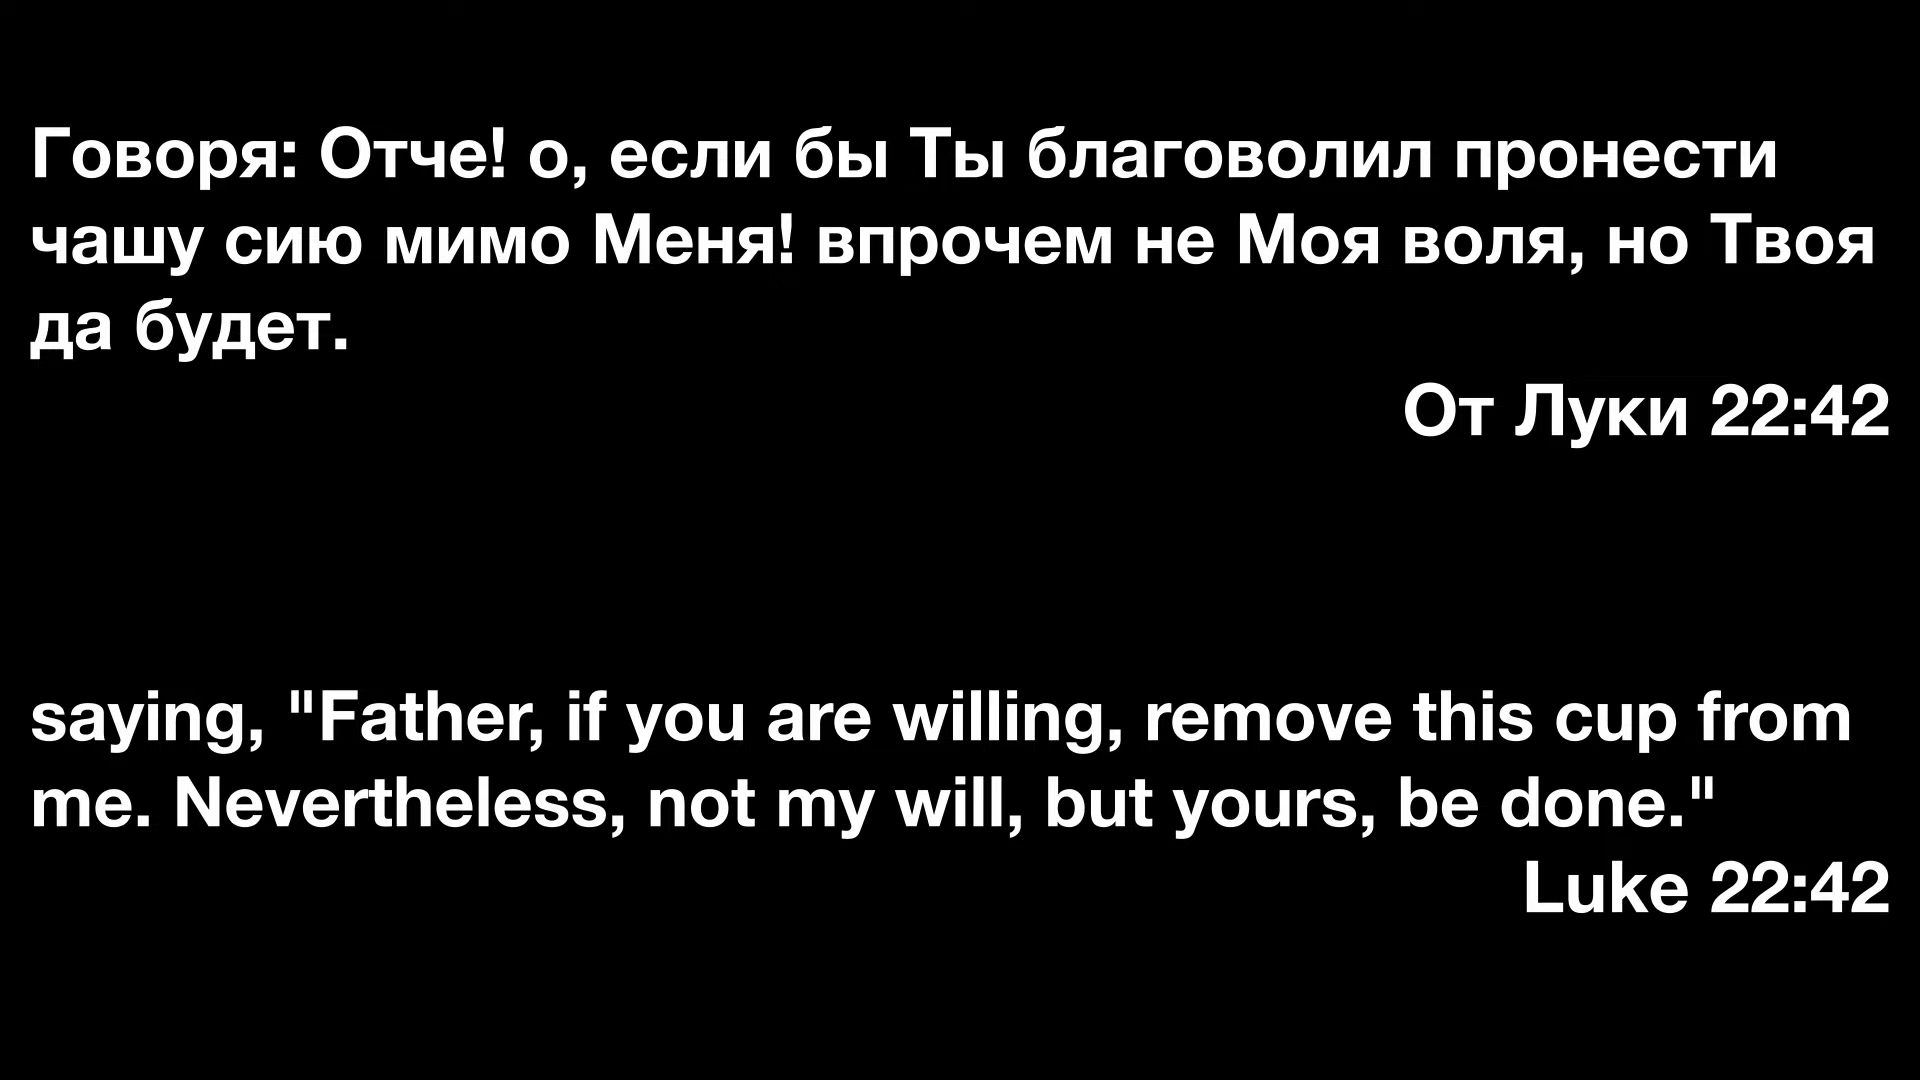 Говоря: Отче! о, если бы Ты благоволил пронести
чашу сию мимо Меня! впрочем не Моя воля, но Твоя
да будет.
От Луки 22:42
saying, "Father, if you are willing, remove this cup from
me. Nevertheless, not my will, but yours, be done."
Luke 22:42